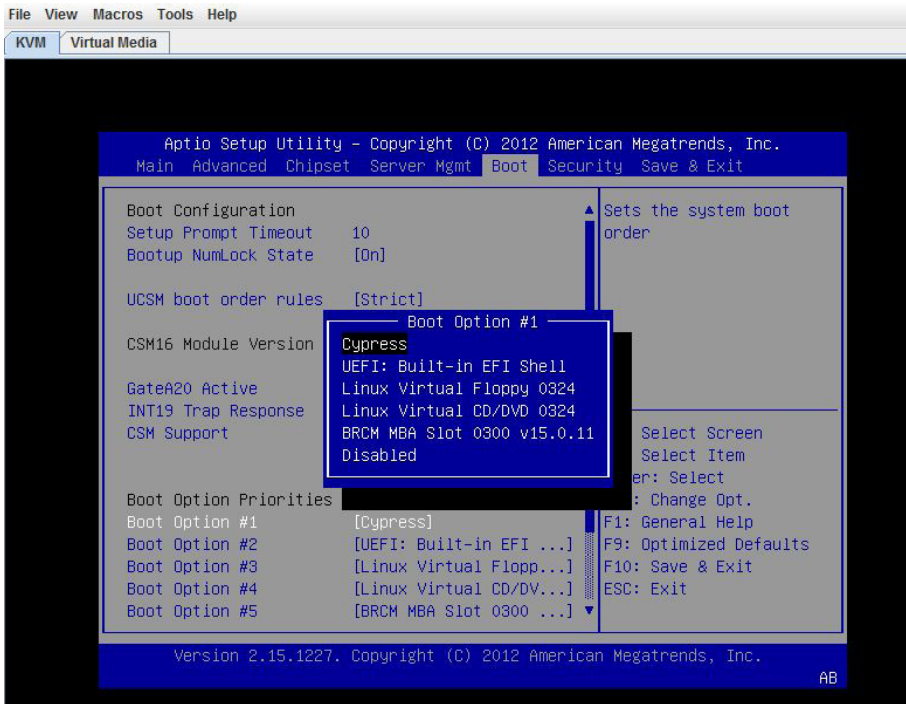 File View Macros Tools Help
KVM Virtual Media
Aptio Setup Utility – Copyright (C) 2012 American Megatrends, Inc.
Main Advanced Chipset Server Mgmt Boot Security Save & Exit
Boot Configuration
Setup Prompt Timeout 10
Bootup NumLock State [On]
UCSM boot order rules [Strict]
CSM16 Module Version
GateA20 Active
INT19 Trap Response
CSM Support
Boot Option Priorities
Boot Option #1 [Cypress]
Boot Option #2 [UEFI: Built-in EFI ...]
Boot Option #3 [Linux Virtual Flopp...]
Boot Option #4 [Linux Virtual CD/DV...]
Boot Option #5 [BRCM MBA Slot 0300 ...]
Boot Option #1
Cypress
UEFI: Built-in EFI Shell
Linux Virtual Floppy 0324
Linux Virtual CD/DVD 0324
BRCM MBA Slot 0300 v15.0.11
Disabled
Sets the system boot
order
Select Screen
Select Item
er: Select
: Change Opt.
F1: General Help
F9: Optimized Defaults
F10: Save & Exit
ESC: Exit
Version 2.15.1227. Copyright (C) 2012 American Megatrends, Inc.
AB